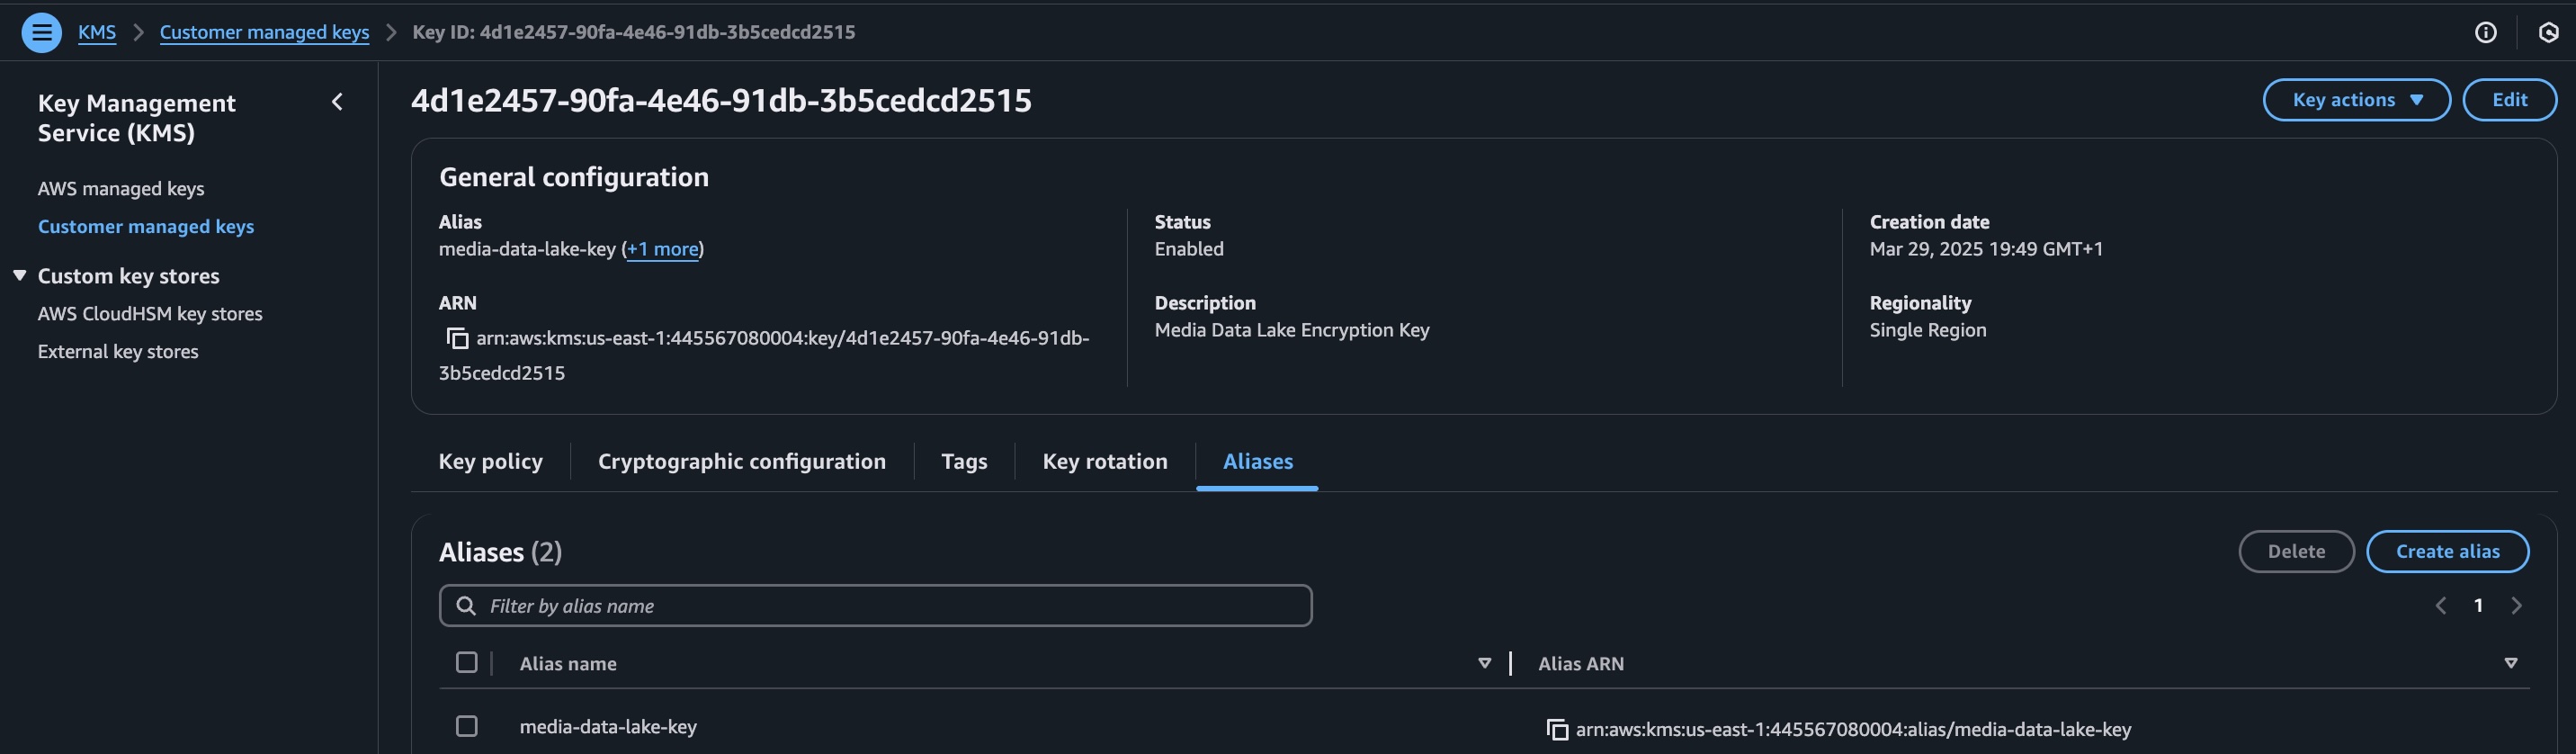 KMS > Customer managed keys > Key ID: 4d1e2457-90fa-4e46-91db-3b5cedcd2515
Key Management
Service (KMS)
AWS managed keys
Customer managed keys
Custom key stores
AWS CloudHSM key stores
External key stores
4d1e2457-90fa-4e46-91db-3b5cedcd2515
Key actions
Edit
General configuration
Alias
media-data-lake-key (+1 more)
ARN
arn:aws:kms:us-east-1:445567080004:key/4d1e2457-90fa-4e46-91db-
3b5cedcd2515
Status
Enabled
Description
Media Data Lake Encryption Key
Creation date
Mar 29, 2025 19:49 GMT+1
Regionality
Single Region
Key policy
Cryptographic configuration
Tags
Key rotation
Aliases
Aliases (2)
Delete
Create alias
Filter by alias name
1
Alias name
Alias ARN
media-data-lake-key
arn:aws:kms:us-east-1:445567080004:alias/media-data-lake-key